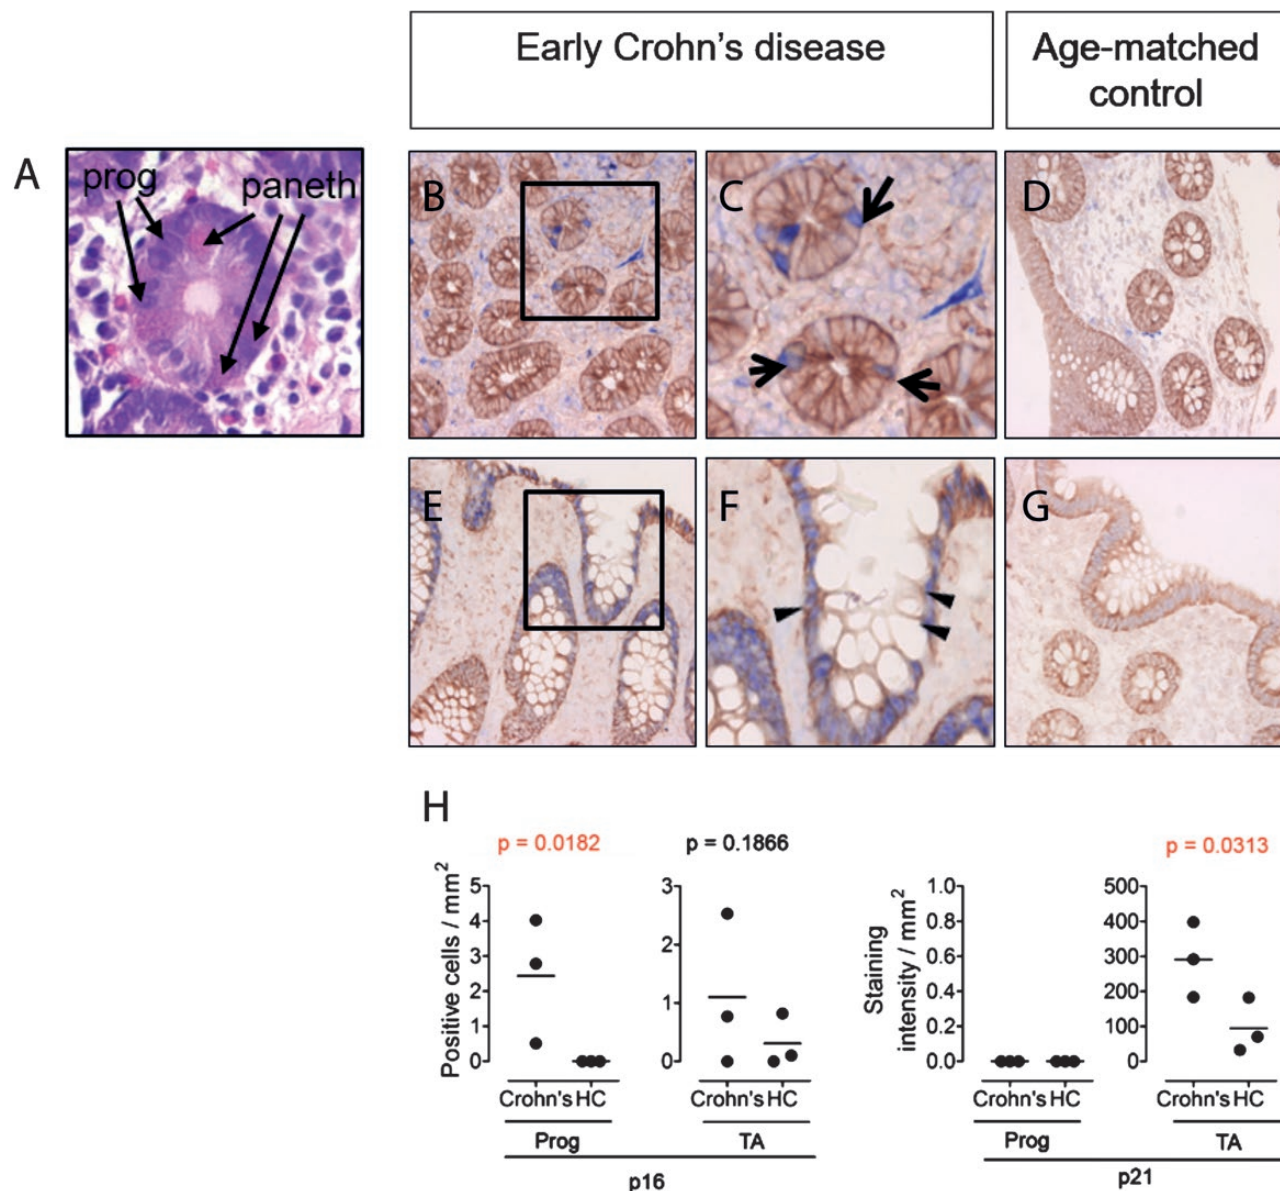 Early Crohn's disease
Age-matched
control
A
prog
paneth
B
C
D
E
F
G
H
p = 0.0182
p = 0.1866
p = 0.0313
Positive cells / mm2
5
4
3
2
1
0
3
2
1
0
Staining
intensity / mm2
1.0
0.8
0.6
0.4
0.2
0.0
500
400
300
200
100
0
Crohn's HC
Crohn's HC
Crohn's HC
Crohn's HC
Prog
TA
Prog
TA
p16
p21